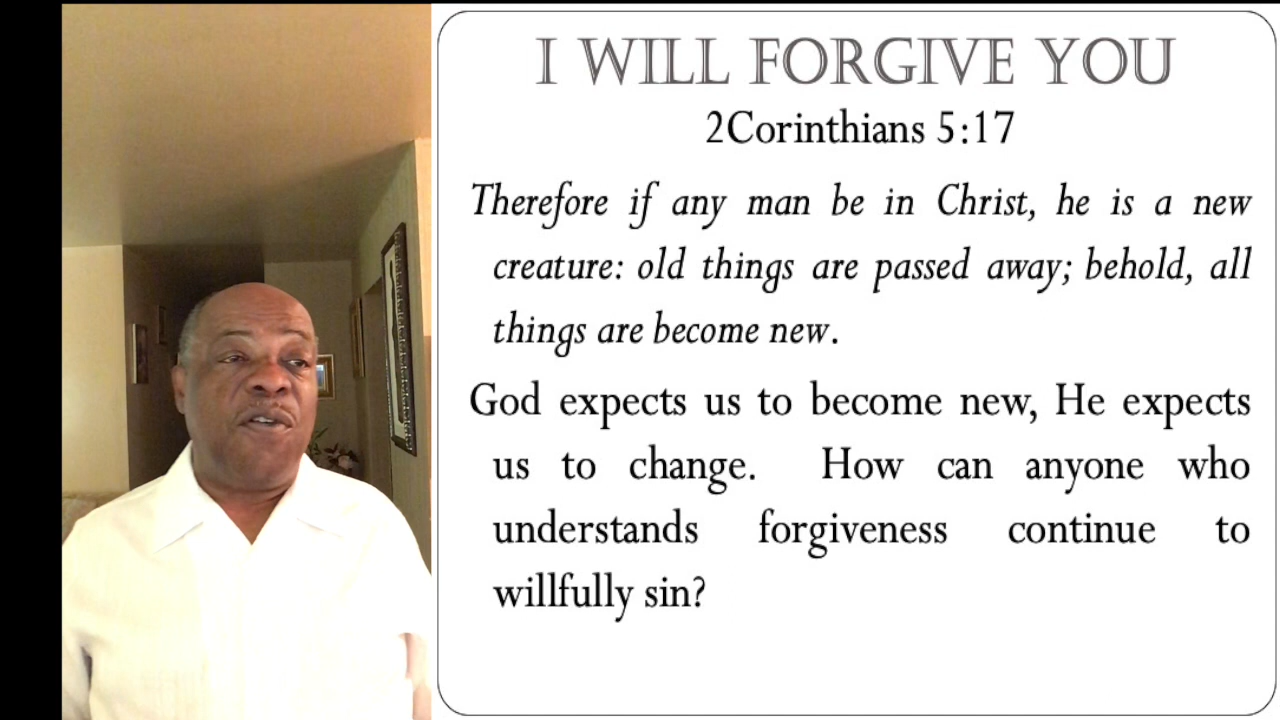 I WILL FORGIVE YOU
2Corinthians 5:17
Therefore if any man be in Christ, he is a new
creature: old things are passed away; behold, all
things are become new.
God expects us to become new, He expects
us to change. How can anyone who
understands forgiveness continue to
willfully sin?